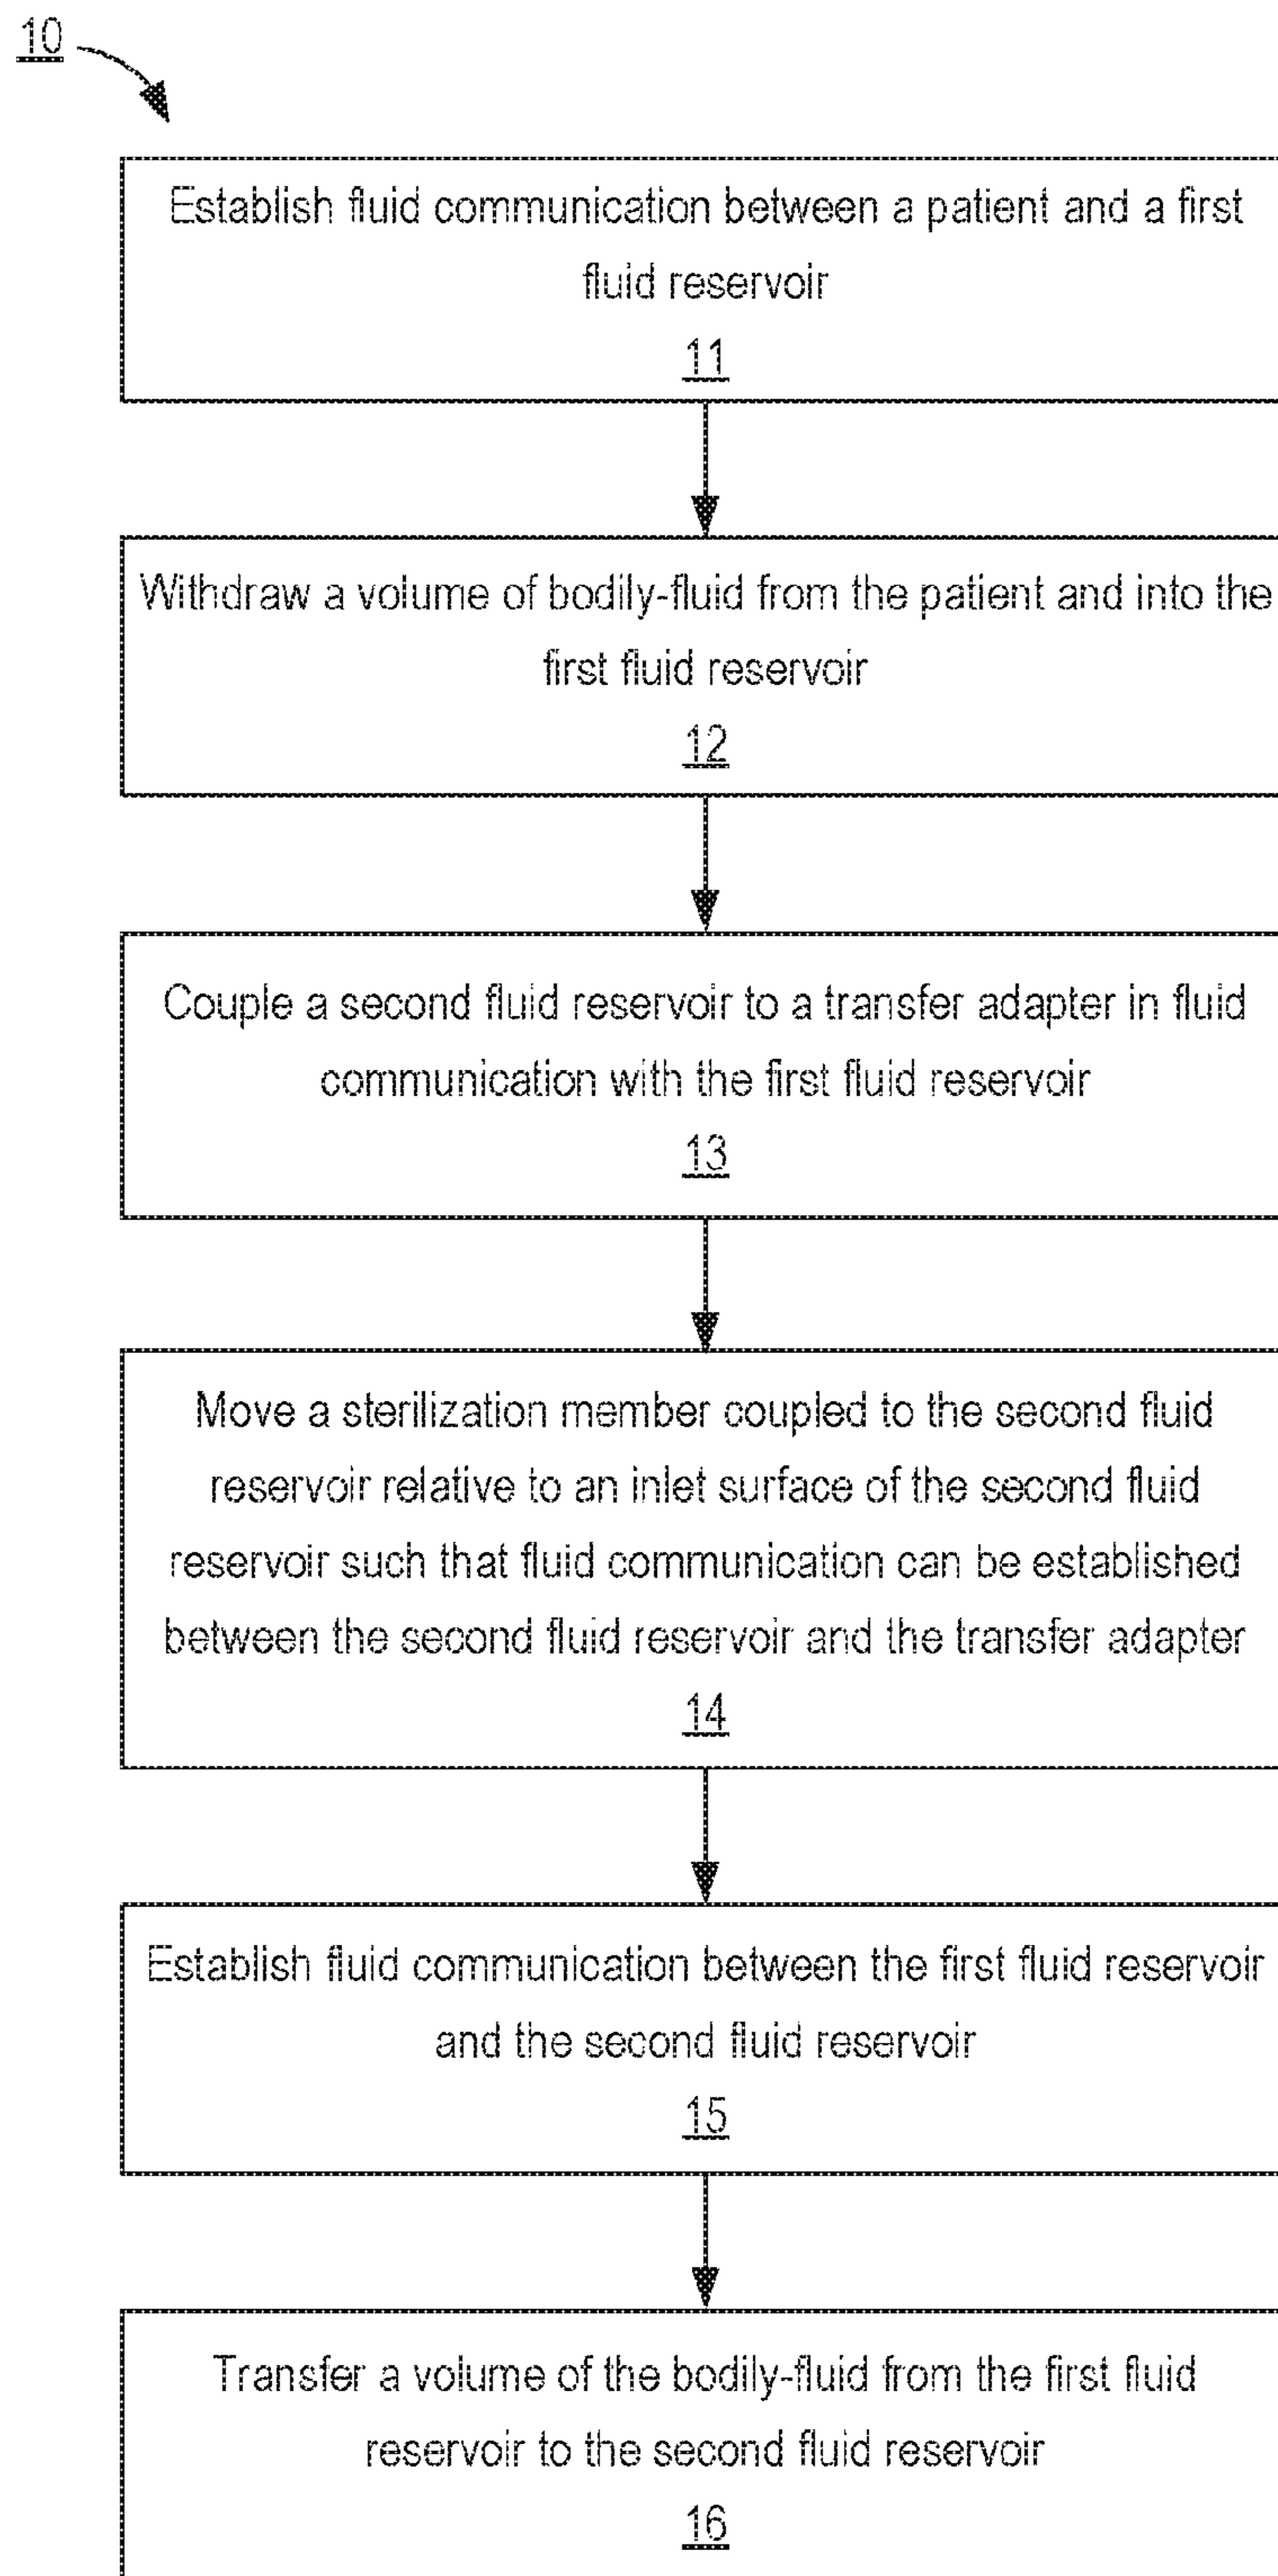 10
Establish fluid communication between a patient and a first
fluid reservoir
11
Withdraw a volume of bodily-fluid from the patient and into the
first fluid reservoir
12
Couple a second fluid reservoir to a transfer adapter in fluid
communication with the first fluid reservoir
13
Move a sterilization member coupled to the second fluid
reservoir relative to an inlet surface of the second fluid
reservoir such that fluid communication can be established
between the second fluid reservoir and the transfer adapter
14
Establish fluid communication between the first fluid reservoir
and the second fluid reservoir
15
Transfer a volume of the bodily-fluid from the first fluid
reservoir to the second fluid reservoir
16